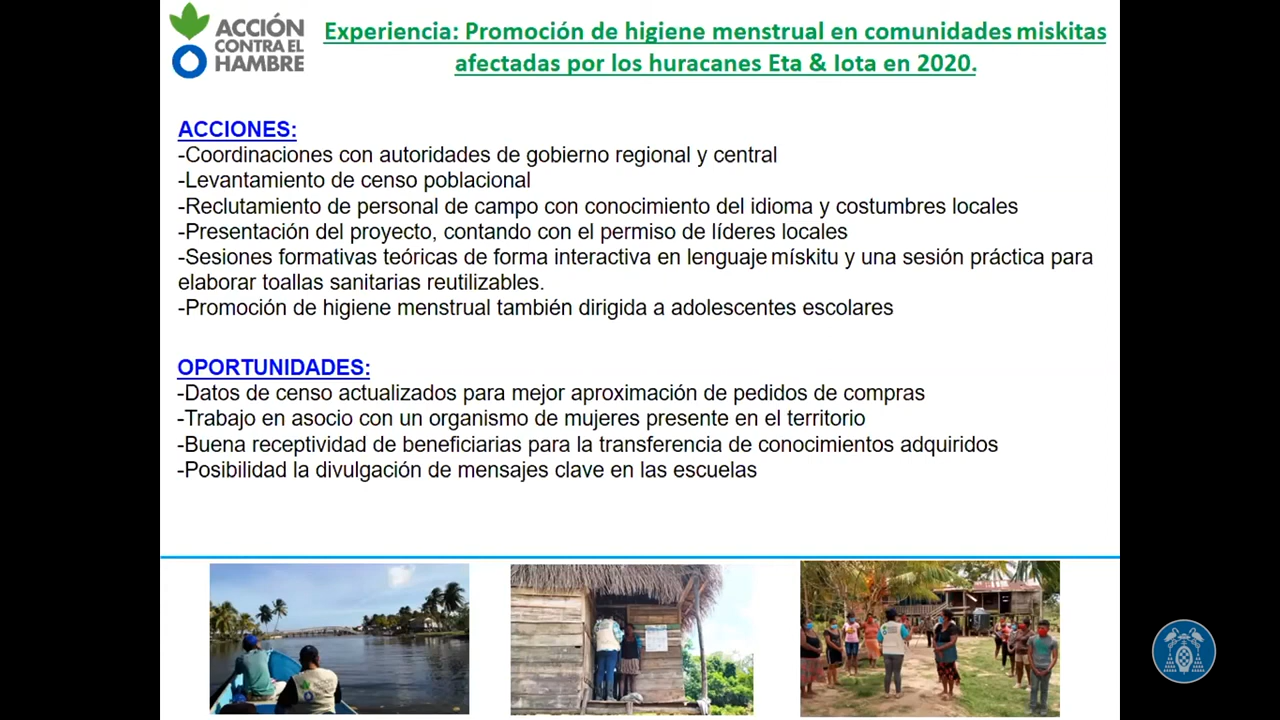 ACCIÓN
CONTRA EL
HAMBRE
Experiencia: Promoción de higiene menstrual en comunidades miskitas
afectadas por los huracanes Eta & Iota en 2020.
ACCIONES:
-Coordinaciones con autoridades de gobierno regional y central
-Levantamiento de censo poblacional
-Reclutamiento de personal de campo con conocimiento del idioma y costumbres locales
-Presentación del proyecto, contando con el permiso de líderes locales
-Sesiones formativas teóricas de forma interactiva en lenguaje mískitu y una sesión práctica para
elaborar toallas sanitarias reutilizables.
-Promoción de higiene menstrual también dirigida a adolescentes escolares
OPORTUNIDADES:
-Datos de censo actualizados para mejor aproximación de pedidos de compras
-Trabajo en asocio con un organismo de mujeres presente en el territorio
-Buena receptividad de beneficiarias para la transferencia de conocimientos adquiridos
-Posibilidad la divulgación de mensajes clave en las escuelas